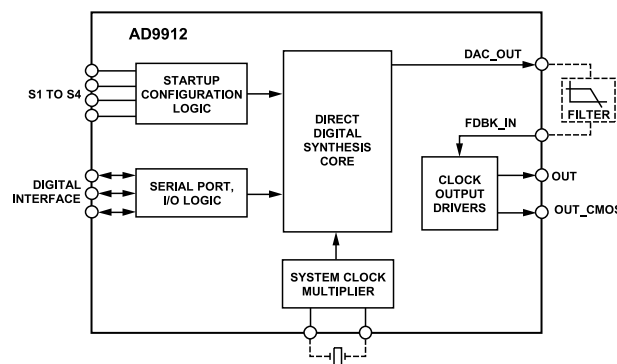 AD9912
S1 TO S4
STARTUP
CONFIGURATION
LOGIC
DIGITAL
INTERFACE
SERIAL PORT,
I/O LOGIC
DIRECT
DIGITAL
SYNTHESIS
CORE
SYSTEM CLOCK
MULTIPLIER
DAC_OUT
FILTER
FDBK_IN
CLOCK
OUTPUT
DRIVERS
OUT
OUT_CMOS